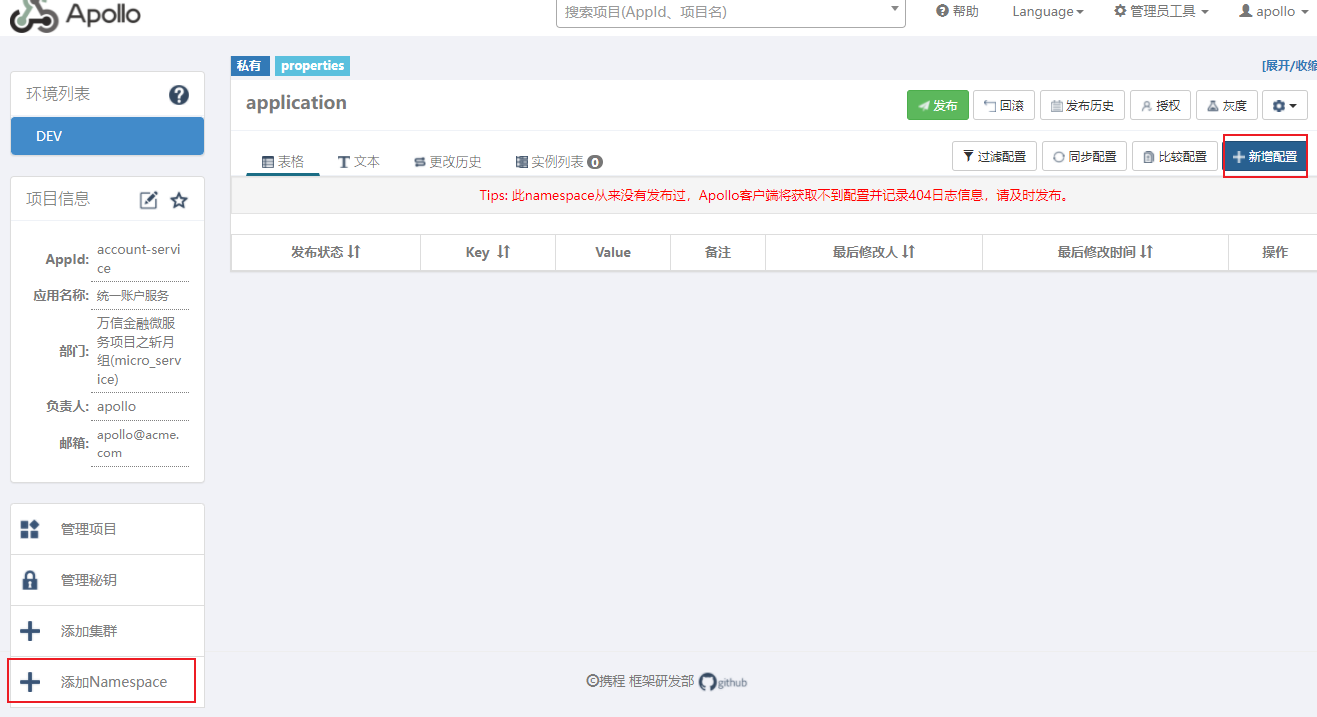 Apollo
搜索项目(AppId、项目名)
帮助
Language
管理员工具
apollo
环境列表
DEV
项目信息
AppId:
account-servi
ce
应用名称:
统一账户服务
部门:
万信金融微服
务项目之斩月
组(micro_serv
ice)
负责人:
apollo
邮箱:
apollo@acme.
com
管理项目
管理秘钥
添加集群
添加Namespace
私有
properties
[展开/收缩
application
发布
回滚
发布历史
授权
灰度
表格
文本
更改历史
实例列表 0
过滤配置
同步配置
比较配置
新增配置
Tips: 此namespace从来没有发布过，Apollo客户端将获取不到配置并记录404日志信息，请及时发布。
发布状态
Key
Value
备注
最后修改人
最后修改时间
操作
©携程 框架研发部 github